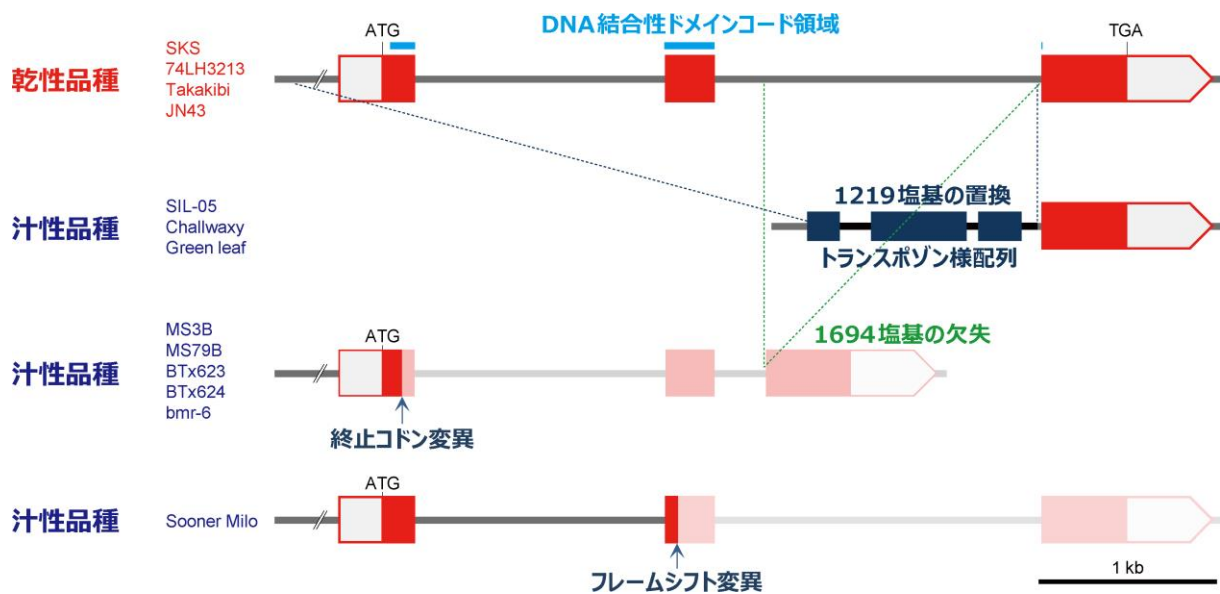 DNA結合性ドメインコード領域
ATG
TGA
乾性品種
SKS
74LH3213
Takakibi
JN43
汁性品種
SIL-05
Challwaxy
Green leaf
1219塩基の置換
トランスポゾン様配列
汁性品種
MS3B
MS79B
BTx623
BTx624
bmr-6
ATG
1694塩基の欠失
終止コドン変異
汁性品種
Sooner Milo
ATG
フレームシフト変異
1 kb